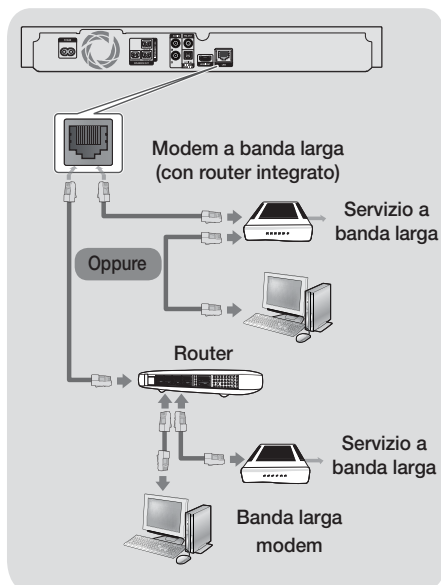 Modem a banda larga
(con router integrato)
Servizio a
banda larga
Oppure
Router
Servizio a
banda larga
Banda larga
modem